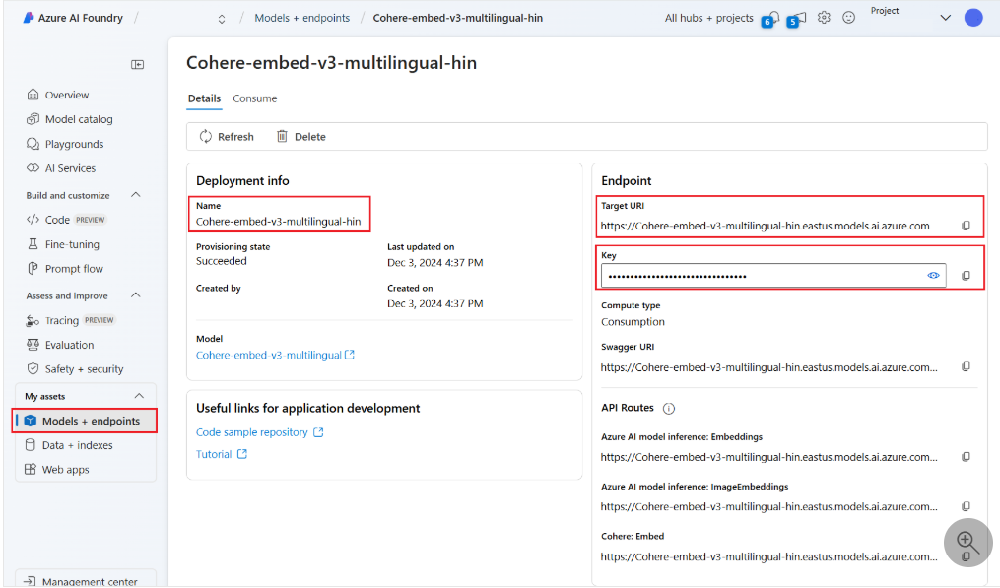 Azure AI Foundry / / Models + endpoints / Cohere-embed-v3-multilingual-hin All hubs + projects 6 5 Project
Cohere-embed-v3-multilingual-hin
Details Consume
Refresh Delete
Overview
Model catalog
Playgrounds
AI Services
Build and customize
Code PREVIEW
Fine-tuning
Prompt flow
Assess and improve
Tracing PREVIEW
Evaluation
Safety + security
My assets
Models + endpoints
Data + indexes
Web apps
Management center
Deployment info
Name
Cohere-embed-v3-multilingual-hin
Provisioning state Last updated on
Succeeded Dec 3, 2024 4:37 PM
Created by Created on
Dec 3, 2024 4:37 PM
Model
Cohere-embed-v3-multilingual
Useful links for application development
Code sample repository
Tutorial
Endpoint
Target URI
https://Cohere-embed-v3-multilingual-hin.eastus.models.ai.azure.com
Key
••••••••••••••••••••••••••••••••
Compute type
Consumption
Swagger URI
https://Cohere-embed-v3-multilingual-hin.eastus.models.ai.azure.com...
API Routes
Azure AI model inference: Embeddings
https://Cohere-embed-v3-multilingual-hin.eastus.models.ai.azure.com...
Azure AI model inference: ImageEmbeddings
https://Cohere-embed-v3-multilingual-hin.eastus.models.ai.azure.com...
Cohere: Embed
https://Cohere-embed-v3-multilingual-hin.eastus.models.ai.azure.com...